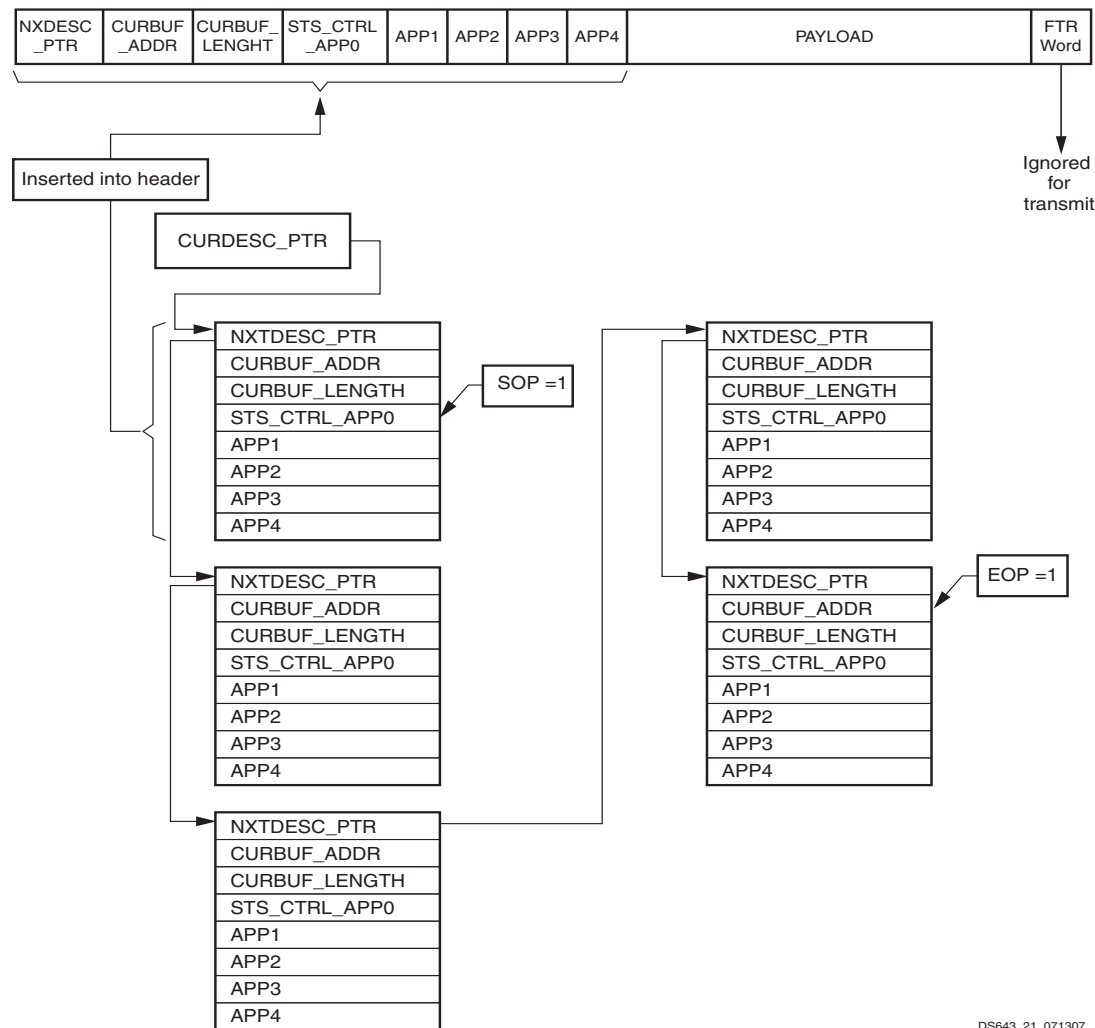 NXDESC
_PTR
CURBUF
_ADDR
CURBUF_
LENGHT
STS_CTRL
_APP0
APP1
APP2
APP3
APP4
PAYLOAD
FTR
Word
Inserted into header
Ignored
for
transmit
CURDESC_PTR
NXTDESC_PTR
CURBUF_ADDR
CURBUF_LENGTH
STS_CTRL_APP0
APP1
APP2
APP3
APP4
SOP =1
NXTDESC_PTR
CURBUF_ADDR
CURBUF_LENGTH
STS_CTRL_APP0
APP1
APP2
APP3
APP4
NXTDESC_PTR
CURBUF_ADDR
CURBUF_LENGTH
STS_CTRL_APP0
APP1
APP2
APP3
APP4
NXTDESC_PTR
CURBUF_ADDR
CURBUF_LENGTH
STS_CTRL_APP0
APP1
APP2
APP3
APP4
NXTDESC_PTR
CURBUF_ADDR
CURBUF_LENGTH
STS_CTRL_APP0
APP1
APP2
APP3
APP4
EOP =1
DS643_21_071307